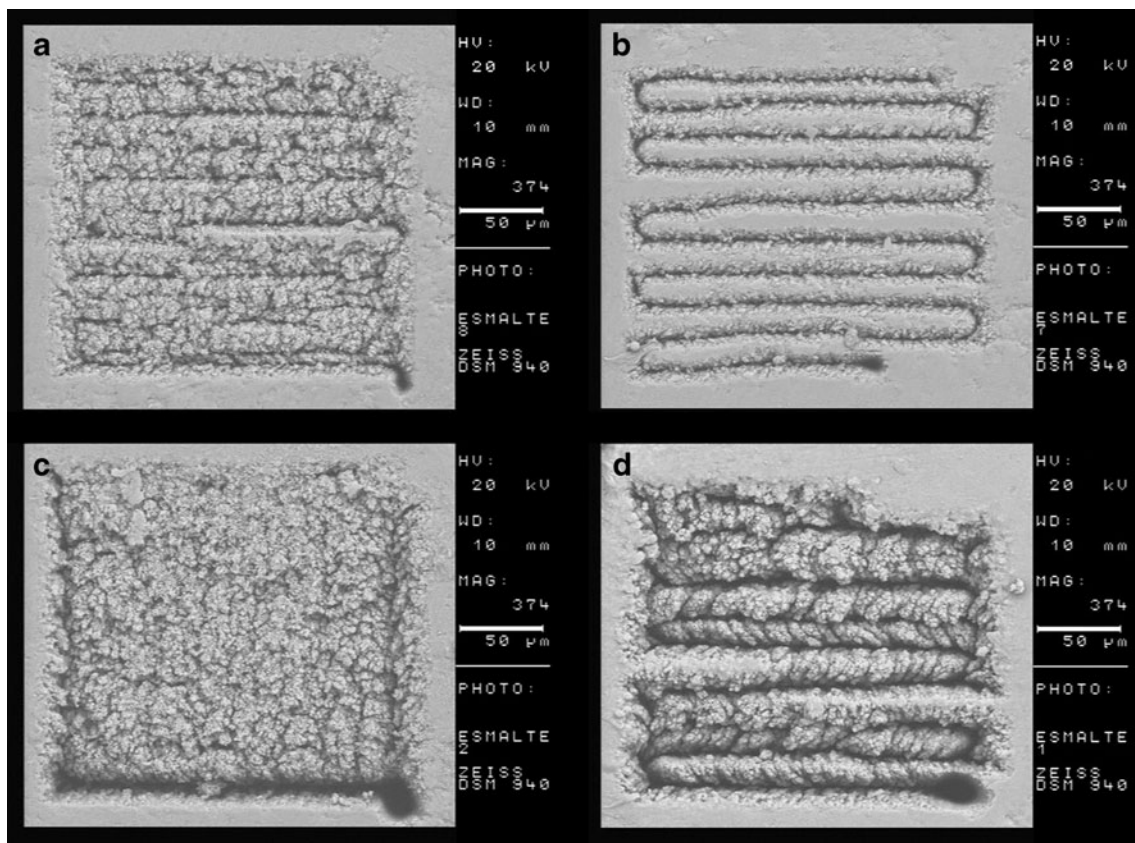 a
HV:
20 kV
WD:
10 mm
MAG:
374
50 µm
PHOTO:
ESMALTE
8
ZEISS
DSM 940
b
HV:
20 kV
WD:
10 mm
MAG:
374
50 µm
PHOTO:
ESMALTE
7
ZEISS
DSM 940
c
HV:
20 kV
WD:
10 mm
MAG:
374
50 µm
PHOTO:
ESMALTE
2
ZEISS
DSM 940
d
HV:
20 kV
WD:
10 mm
MAG:
374
50 µm
PHOTO:
ESMALTE
1
ZEISS
DSM 940